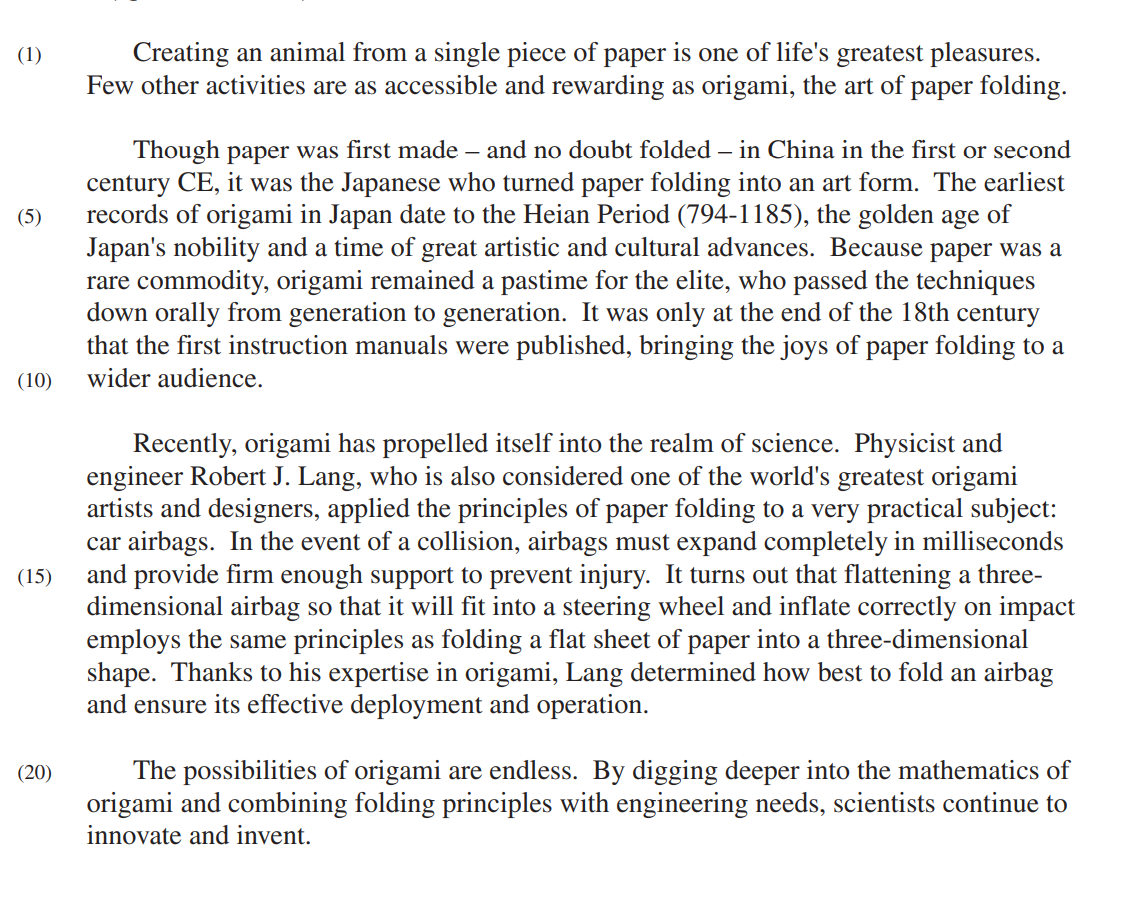 (1) Creating an animal from a single piece of paper is one of life's greatest pleasures.
Few other activities are as accessible and rewarding as origami, the art of paper folding.
Though paper was first made – and no doubt folded – in China in the first or second
century CE, it was the Japanese who turned paper folding into an art form.  The earliest
(5) records of origami in Japan date to the Heian Period (794-1185), the golden age of
Japan's nobility and a time of great artistic and cultural advances.  Because paper was a
rare commodity, origami remained a pastime for the elite, who passed the techniques
down orally from generation to generation.  It was only at the end of the 18th century
that the first instruction manuals were published, bringing the joys of paper folding to a
(10) wider audience.
Recently, origami has propelled itself into the realm of science.  Physicist and
engineer Robert J. Lang, who is also considered one of the world's greatest origami
artists and designers, applied the principles of paper folding to a very practical subject:
car airbags.  In the event of a collision, airbags must expand completely in milliseconds
(15) and provide firm enough support to prevent injury.  It turns out that flattening a three-
dimensional airbag so that it will fit into a steering wheel and inflate correctly on impact
employs the same principles as folding a flat sheet of paper into a three-dimensional
shape.  Thanks to his expertise in origami, Lang determined how best to fold an airbag
and ensure its effective deployment and operation.
(20) The possibilities of origami are endless.  By digging deeper into the mathematics of
origami and combining folding principles with engineering needs, scientists continue to
innovate and invent.